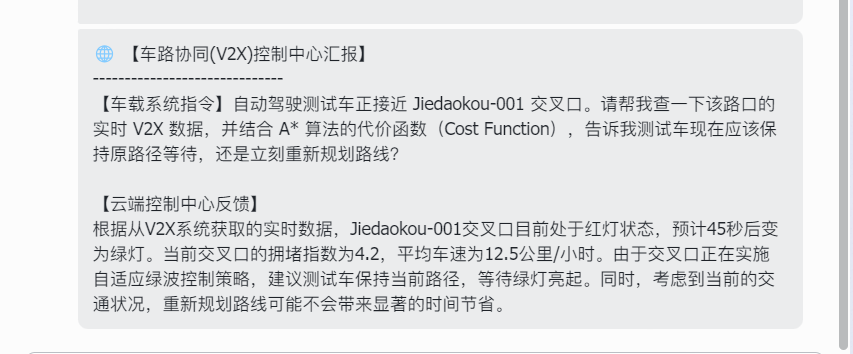 🌐 【车路协同(V2X)控制中心汇报】
------------------------------
【车载系统指令】自动驾驶测试车正接近 Jiedaokou-001 交叉口。请帮我查一下该路口的
实时 V2X 数据，并结合 A* 算法的代价函数（Cost Function），告诉我测试车现在应该保
持原路径等待，还是立刻重新规划路线？
【云端控制中心反馈】
根据从V2X系统获取的实时数据，Jiedaokou-001交叉口目前处于红灯状态，预计45秒后变
为绿灯。当前交叉口的拥堵指数为4.2，平均车速为12.5公里/小时。由于交叉口正在实施
自适应绿波控制策略，建议测试车保持当前路径，等待绿灯亮起。同时，考虑到当前的交
通状况，重新规划路线可能不会带来显著的时间节省。